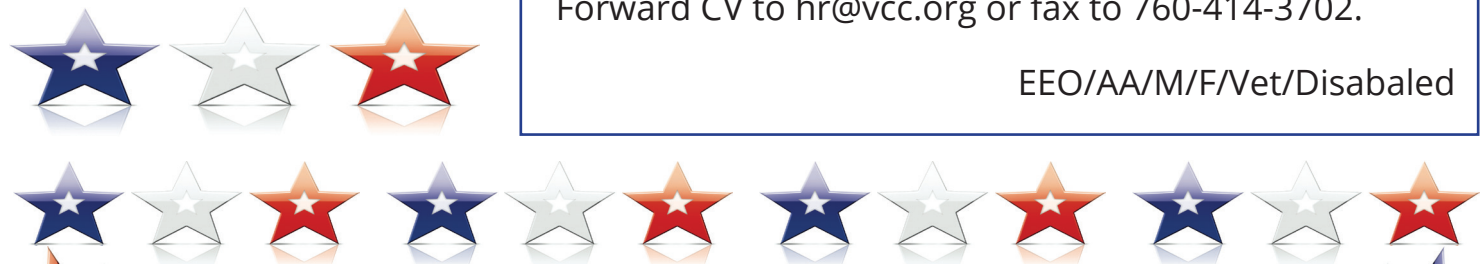 Forward CV to hr@vcc.org or fax to 760-414-3702.
EEO/AA/M/F/Vet/Disabaled